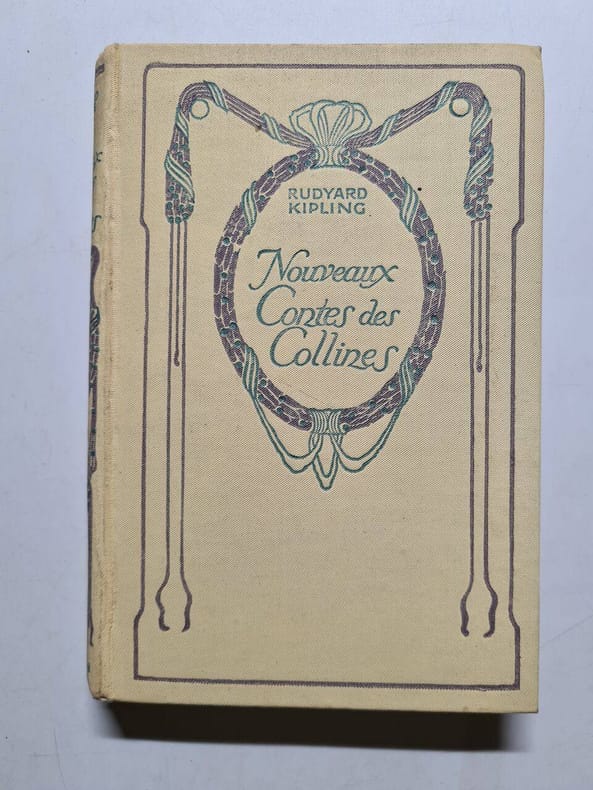 RUDYARD
KIPLING
Nouveaux
Contes des
Collines